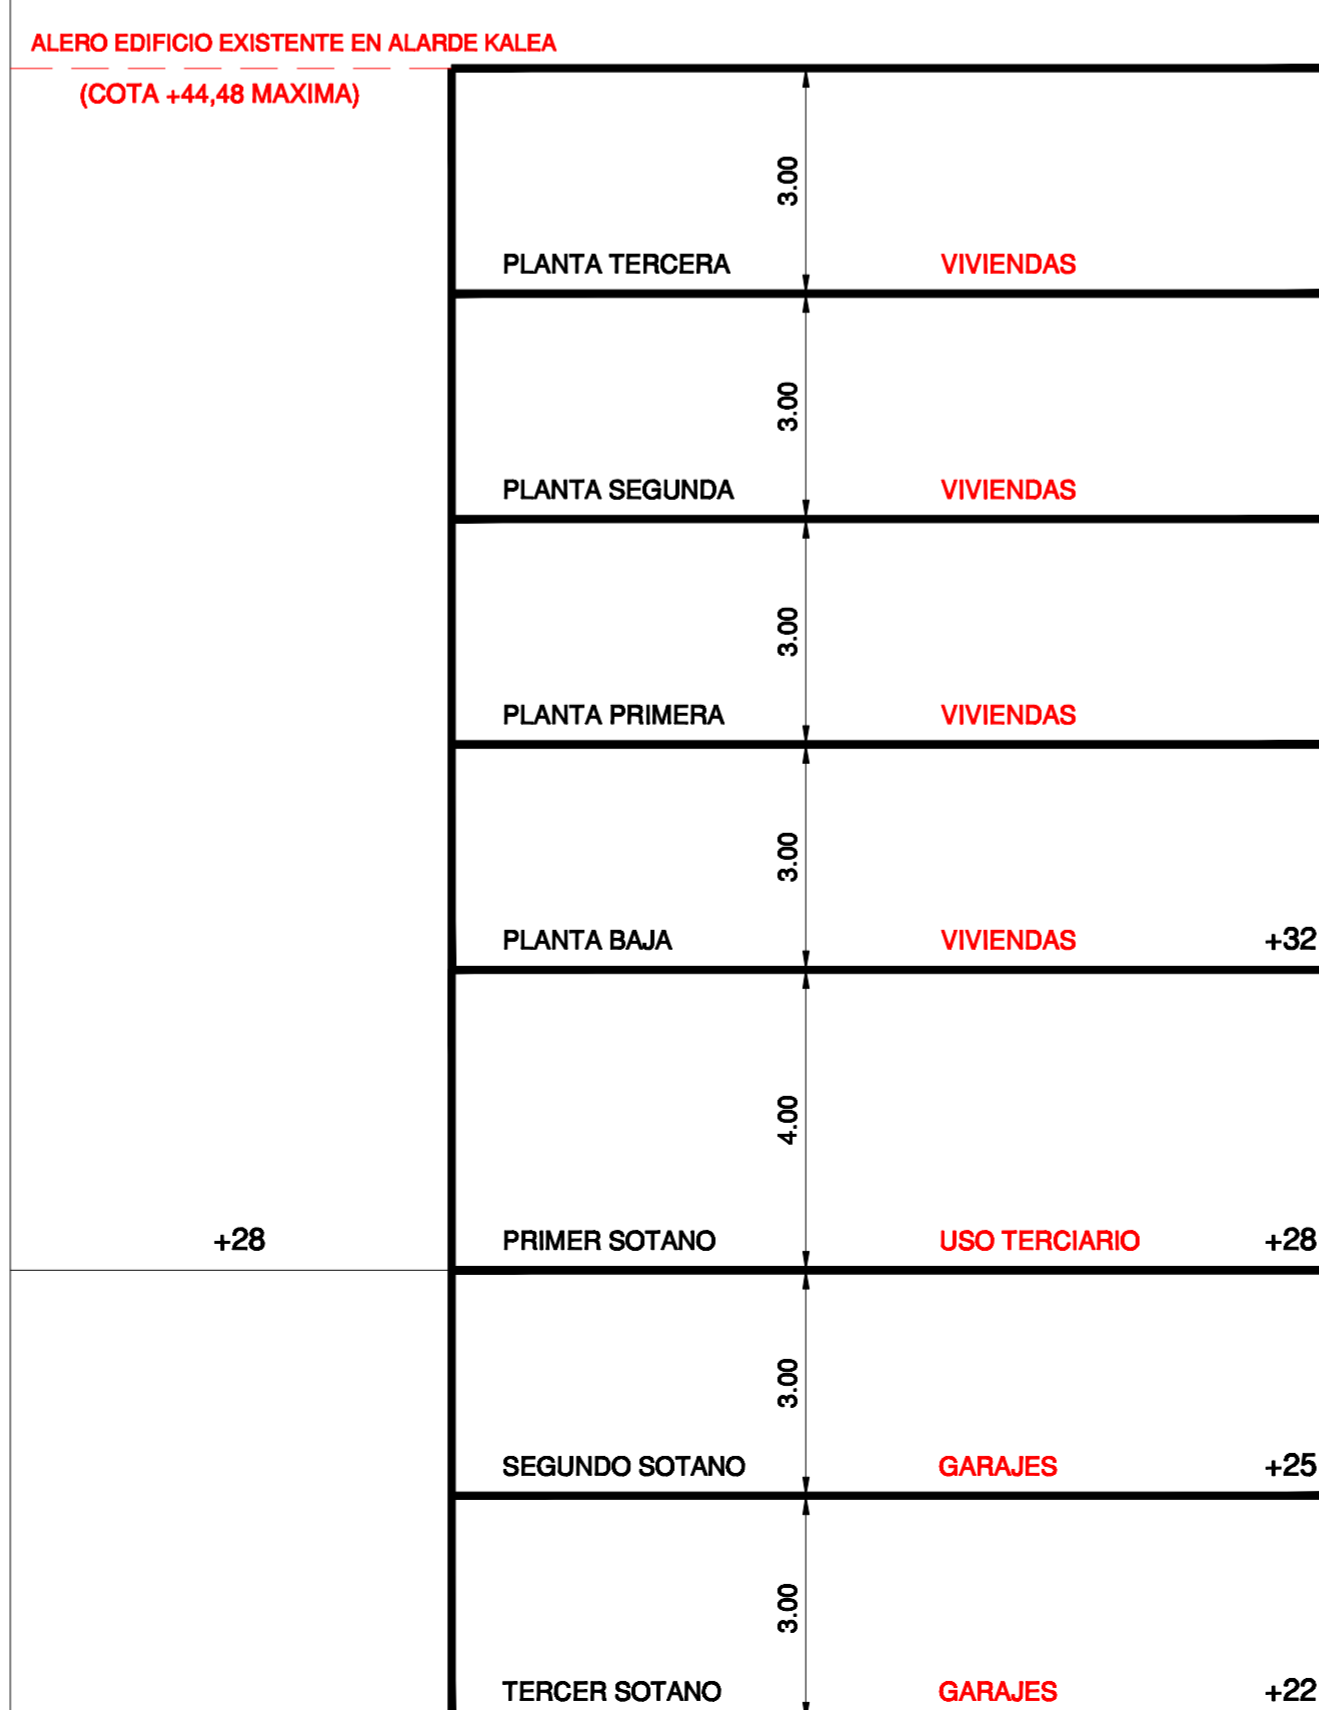 ALERO EDIFICIO EXISTENTE EN ALARDE KALEA
(COTA +44,48 MAXIMA)
3.00
PLANTA TERCERA VIVIENDAS
3.00
PLANTA SEGUNDA VIVIENDAS
3.00
PLANTA PRIMERA VIVIENDAS
3.00
PLANTA BAJA VIVIENDAS +32
4.00
+28 PRIMER SOTANO USO TERCIARIO +28
3.00
SEGUNDO SOTANO GARAJES +25
3.00
TERCER SOTANO GARAJES +22